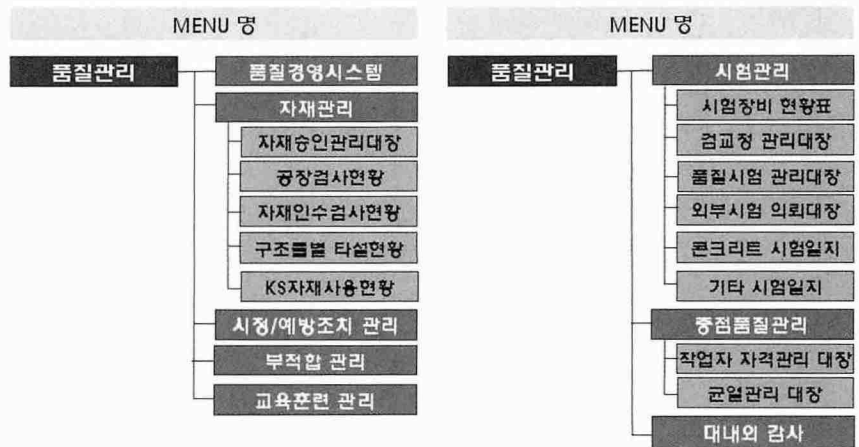 MENU 명
품질관리
품질경영시스템
자재관리
자재승인관리대장
공장검사현황
자재인수검사현황
구조물별 타설현황
KS자재사용현황
시정/예방조치 관리
부적합 관리
교육훈련 관리
MENU 명
품질관리
시험관리
시험장비 현황표
검교정 관리대장
품질시험 관리대장
외부시험 의뢰대장
콘크리트 시험일지
기타 시험일지
중점품질관리
작업자 자격관리 대장
균열관리 대장
대내외 감사